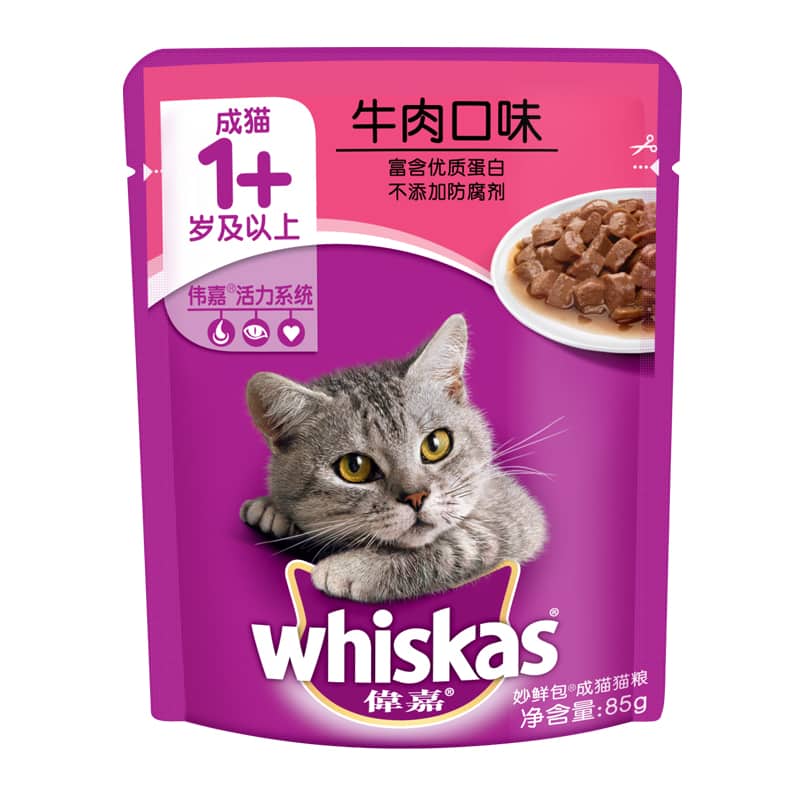 成猫
1+
岁及以上
伟嘉®活力系统
牛肉口味
富含优质蛋白
不添加防腐剂
whiskas®
偉嘉®
妙鲜包®成猫猫粮
净含量:85g